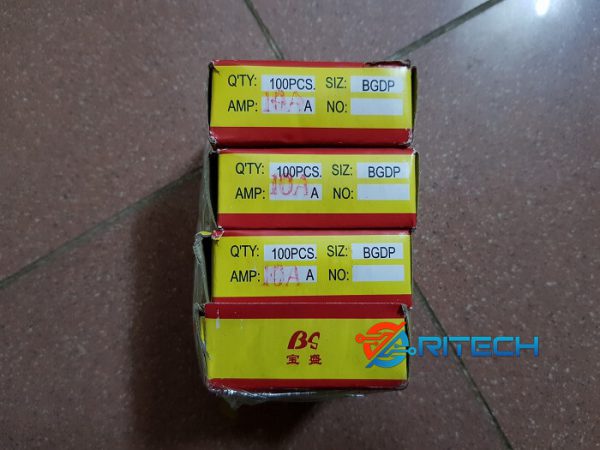 Q'TY: 100PCS. SIZ: BGDP
AMP: 10A A NO:
Q'TY: 100PCS. SIZ: BGDP
AMP: 10A A NO:
Q'TY: 100PCS. SIZ: BGDP
AMP: 10A A NO:
BS
宝盛
ARITECH